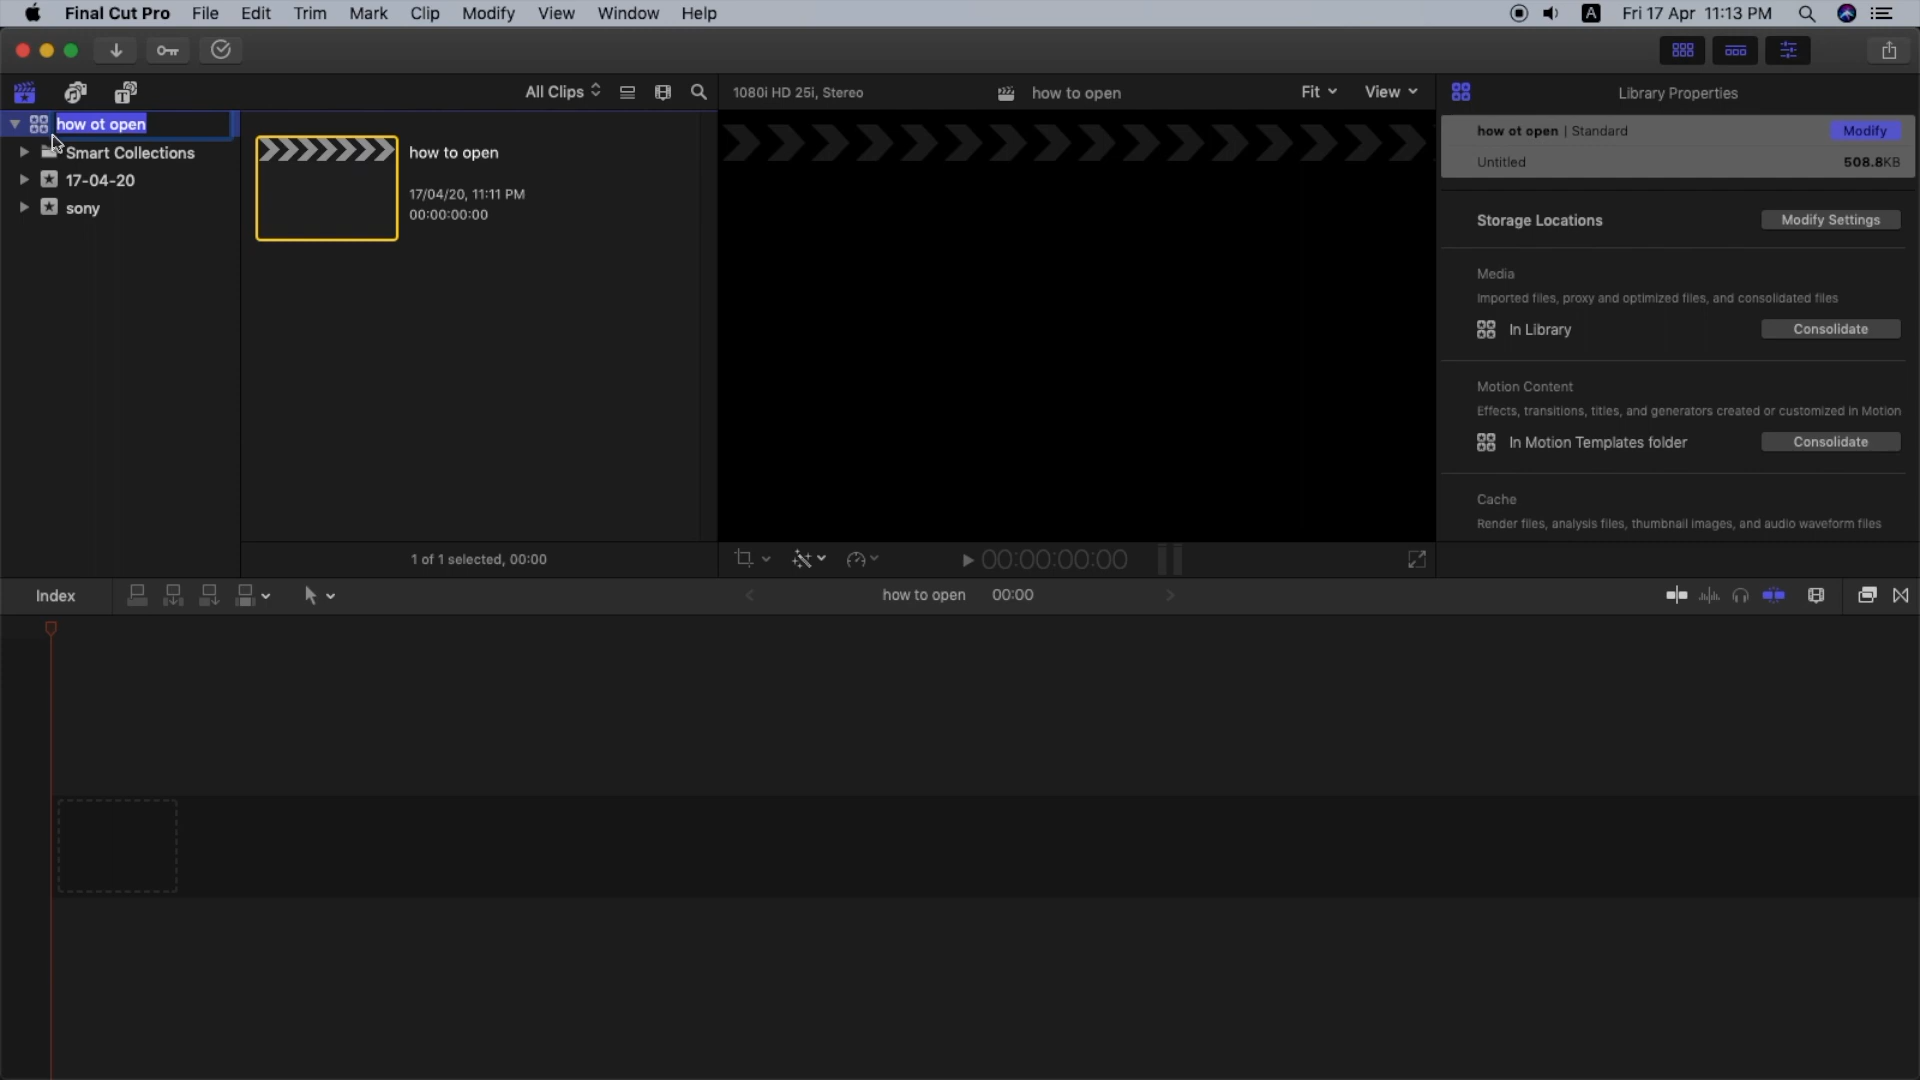 Final Cut Pro File Edit Trim Mark Clip Modify View Window Help
A Fri 17 Apr 11:13 PM
All Clips
1080i HD 25i, Stereo
how to open
Fit
View
Library Properties
how ot open
Smart Collections
17-04-20
sony
how to open
17/04/20, 11:11 PM
00:00:00:00
1 of 1 selected, 00:00
how ot open | Standard
Modify
Untitled
508.8KB
Storage Locations
Modify Settings
Media
Imported files, proxy and optimized files, and consolidated files
In Library
Consolidate
Motion Content
Effects, transitions, titles, and generators created or customized in Motion
In Motion Templates folder
Consolidate
Cache
Render files, analysis files, thumbnail images, and audio waveform files
00:00:00:00
Index
how to open 00:00